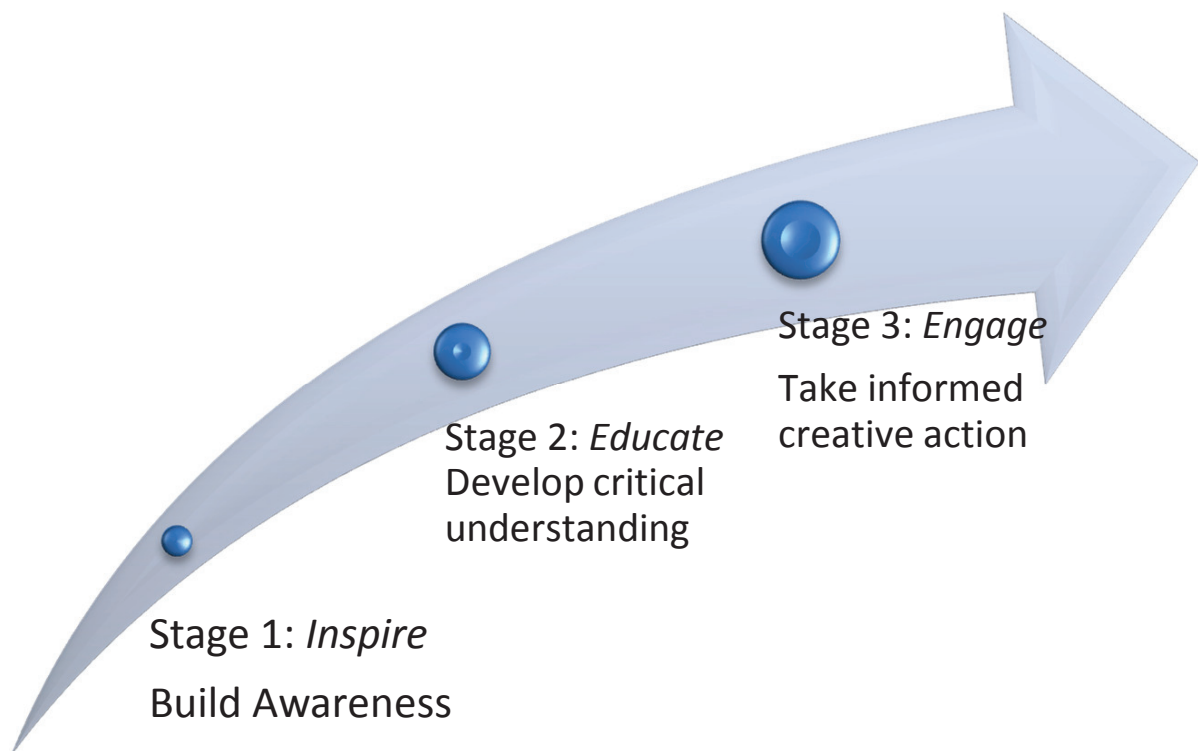 Stage 1: Inspire
Build Awareness
Stage 2: Educate
Develop critical
understanding
Stage 3: Engage
Take informed
creative action